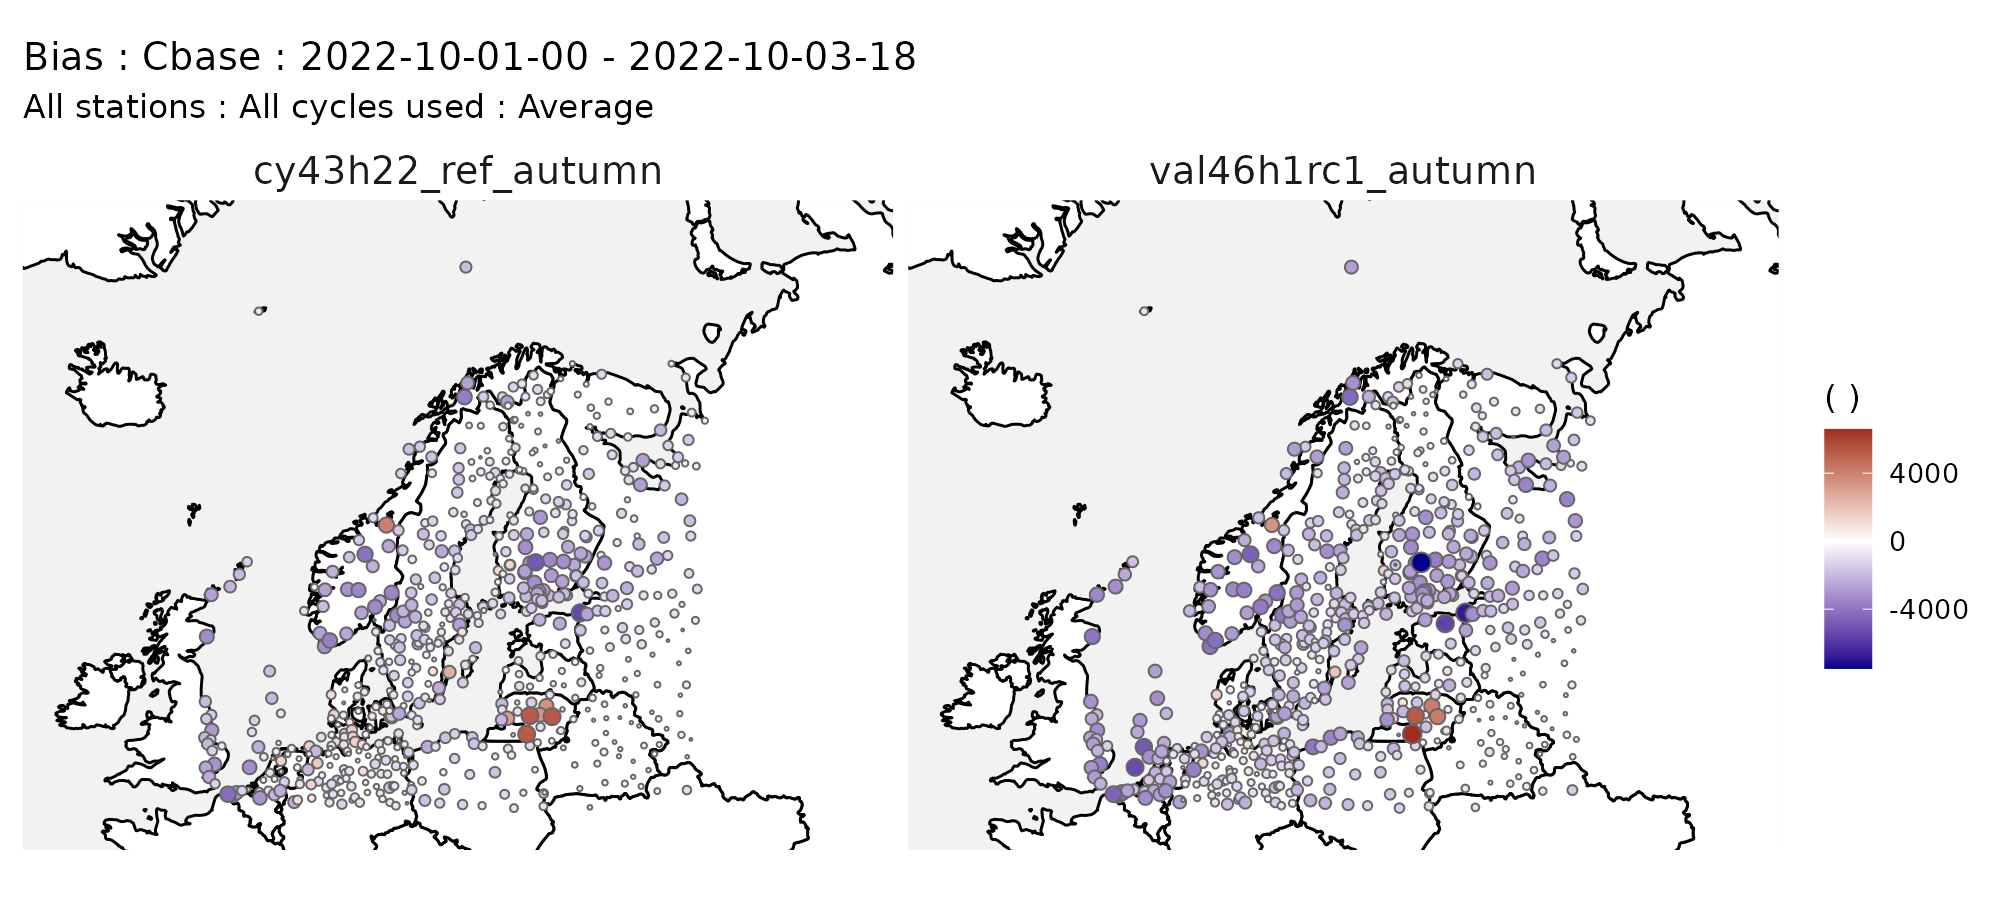 Bias : Cbase : 2022-10-01-00 - 2022-10-03-18
All stations : All cycles used : Average
cy43h22_ref_autumn
val46h1rc1_autumn
( )
4000
0
-4000